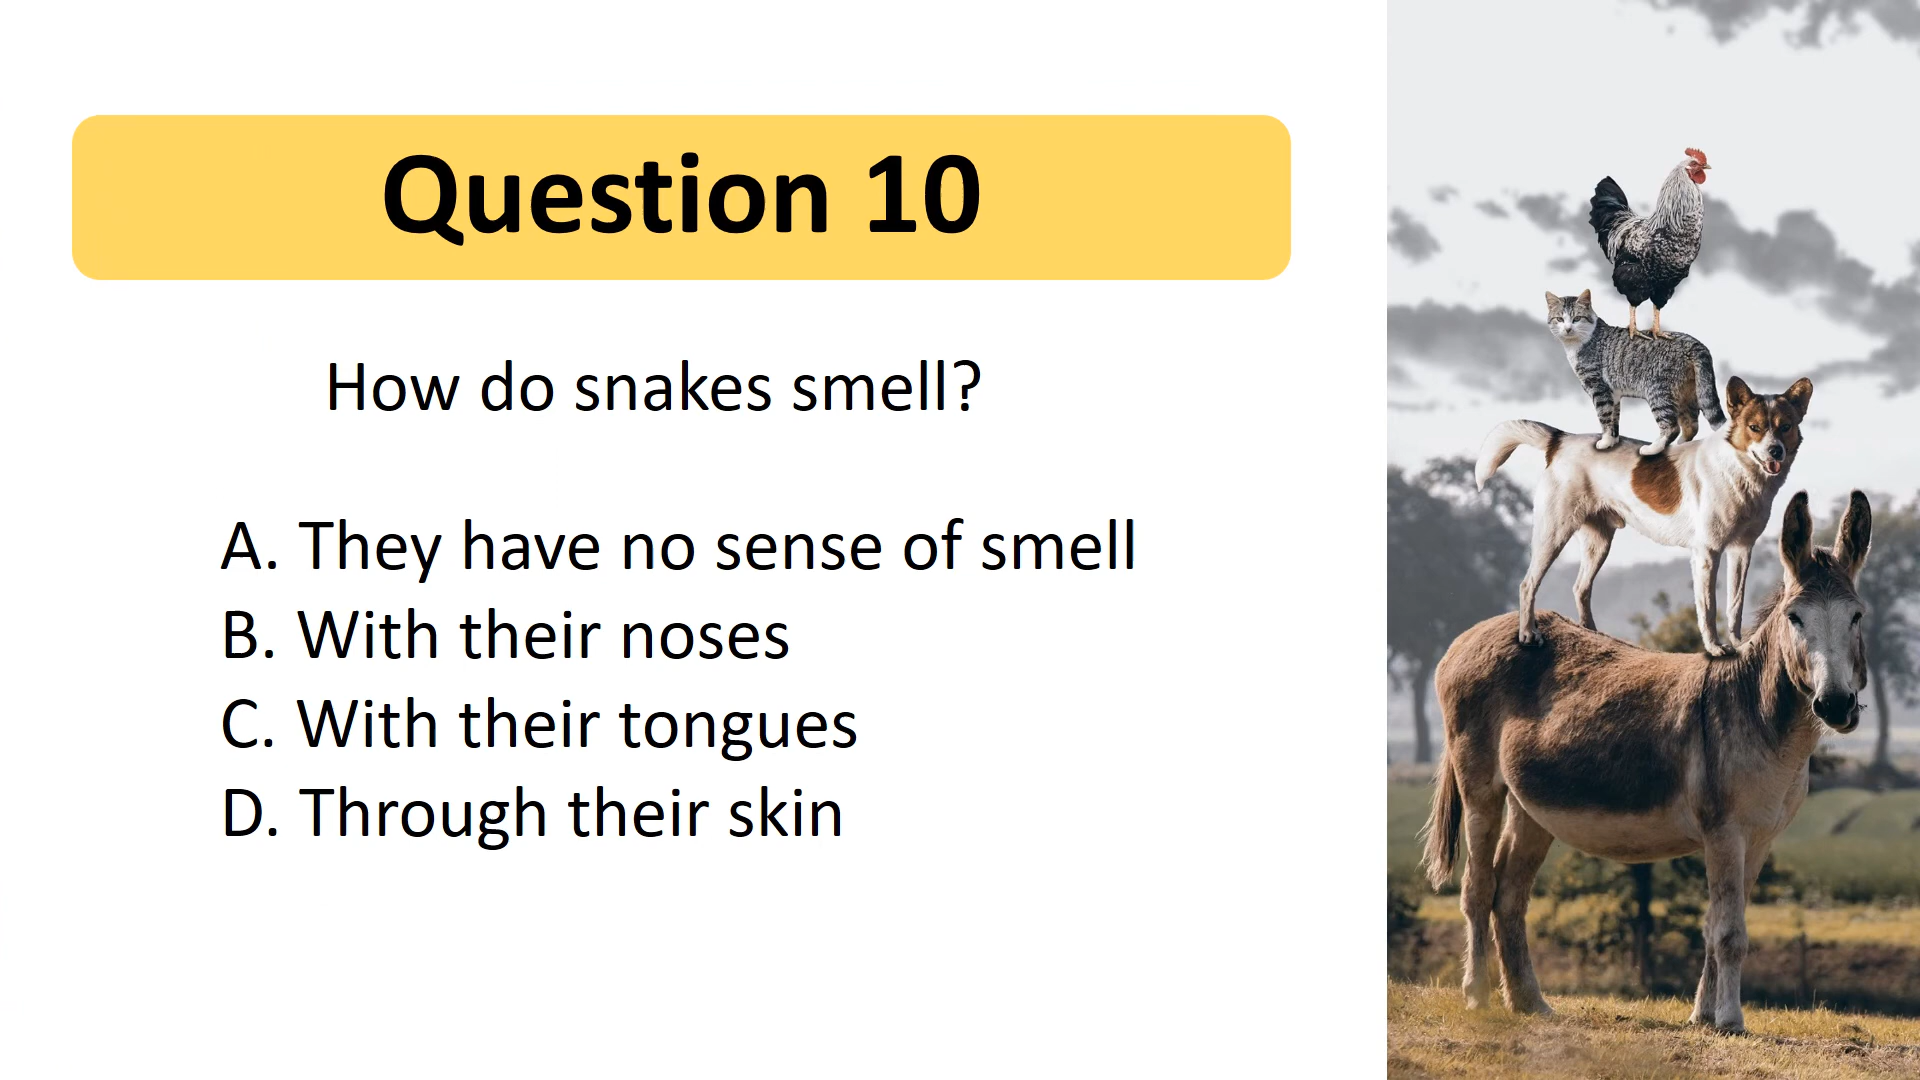 Question 10
How do snakes smell?
A. They have no sense of smell
B. With their noses
C. With their tongues
D. Through their skin